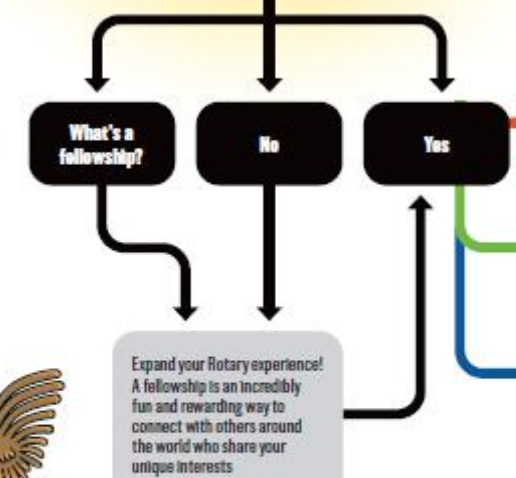 What's a
fellowship?
No
Yes
Expand your Rotary experience!
A fellowship is an incredibly
fun and rewarding way to
connect with others around
the world who share your
unique interests